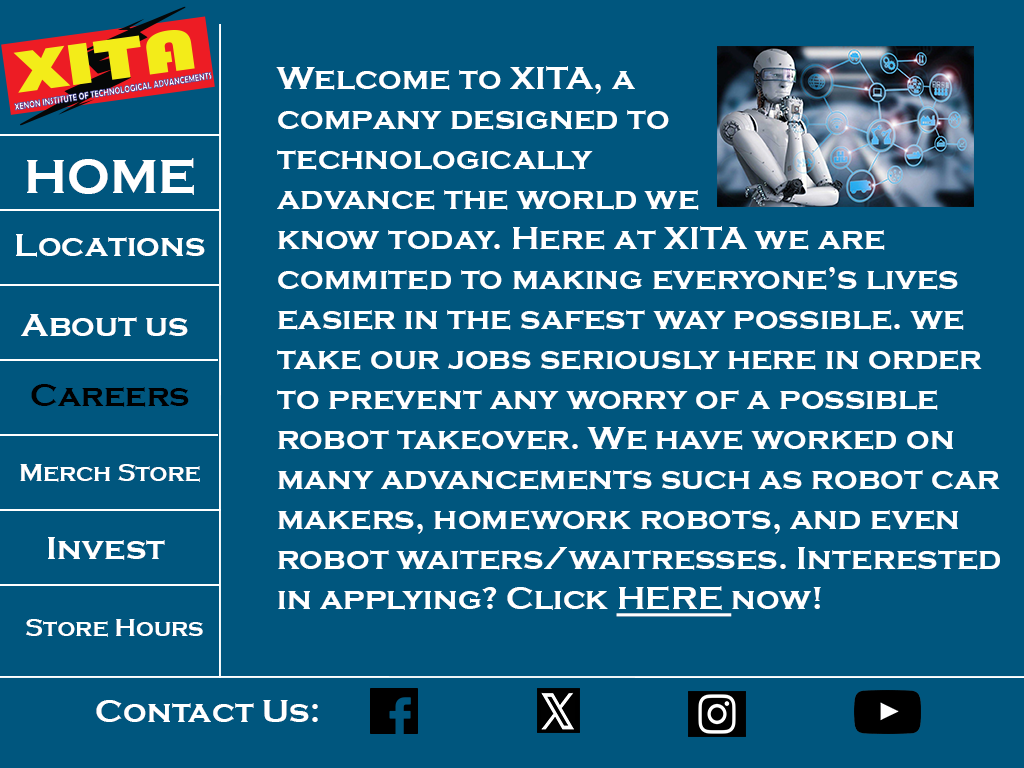 XITA
XENON INSTITUTE OF TECHNOLOGICAL ADVANCEMENTS
HOME
Locations
About us
Careers
Merch Store
Invest
Store Hours
Welcome to XITA, a
company designed to
technologically
advance the world we
know today. Here at XITA we are
commited to making everyone’s lives
easier in the safest way possible. we
take our jobs seriously here in order
to prevent any worry of a possible
robot takeover. We have worked on
many advancements such as robot car
makers, homework robots, and even
robot waiters/waitresses. Interested
in applying? Click HERE now!
Contact Us: